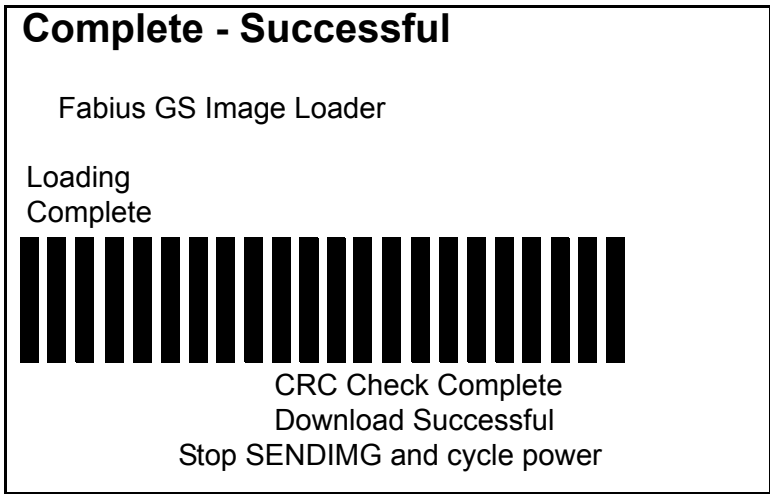 Complete - Successful
Fabius GS Image Loader
Loading
Complete
CRC Check Complete
Download Successful
Stop SENDIMG and cycle power